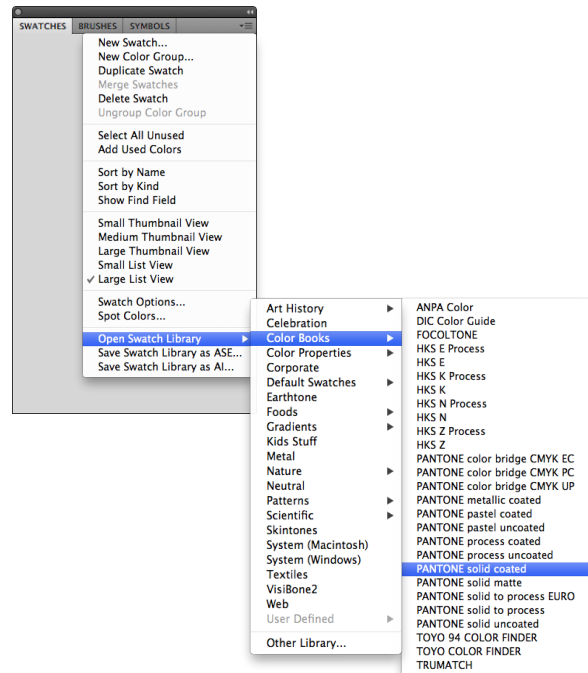 SWATCHES BRUSHES SYMBOLS
New Swatch...
New Color Group...
Duplicate Swatch
Merge Swatches
Delete Swatch
Ungroup Color Group
Select All Unused
Add Used Colors
Sort by Name
Sort by Kind
Show Find Field
Small Thumbnail View
Medium Thumbnail View
Large Thumbnail View
Small List View
✓ Large List View
Swatch Options...
Spot Colors...
Open Swatch Library
Save Swatch Library as ASE...
Save Swatch Library as AI...
Art History
Celebration
Color Books
Color Properties
Corporate
Default Swatches
Earthtone
Foods
Gradients
Kids Stuff
Metal
Nature
Neutral
Patterns
Scientific
Skintones
System (Macintosh)
System (Windows)
Textiles
VisiBone2
Web
User Defined
Other Library...
ANPA Color
DIC Color Guide
FOCOLTONE
HKS E Process
HKS E
HKS K Process
HKS K
HKS N Process
HKS N
HKS Z Process
HKS Z
PANTONE color bridge CMYK EC
PANTONE color bridge CMYK PC
PANTONE color bridge CMYK UP
PANTONE metallic coated
PANTONE pastel coated
PANTONE pastel uncoated
PANTONE process coated
PANTONE process uncoated
PANTONE solid coated
PANTONE solid matte
PANTONE solid to process EURO
PANTONE solid to process
PANTONE solid uncoated
TOYO 94 COLOR FINDER
TOYO COLOR FINDER
TRUMATCH